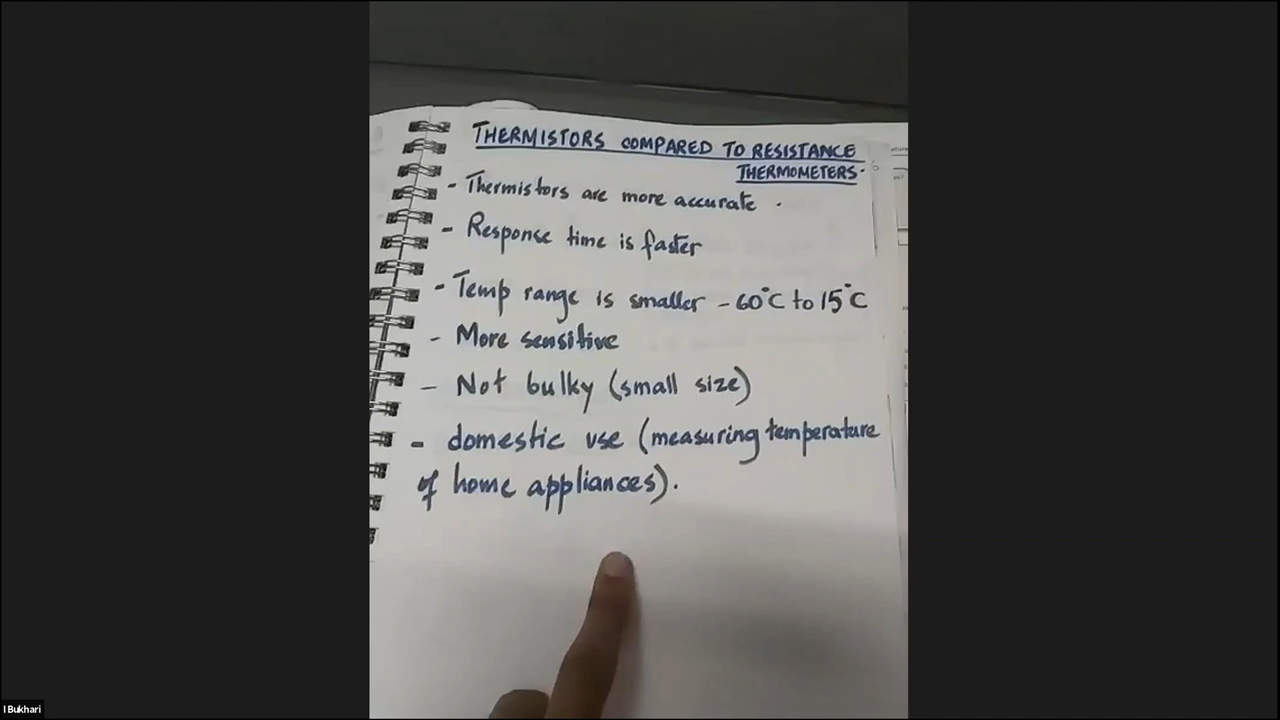 THERMISTORS COMPARED TO RESISTANCE
THERMOMETERS.
- Thermistors are more accurate .
- Response time is faster
- Temp range is smaller -60°C to 15°C
- More sensitive
- Not bulky (small size)
- domestic use (measuring temperature
of home appliances).
I Bukhari